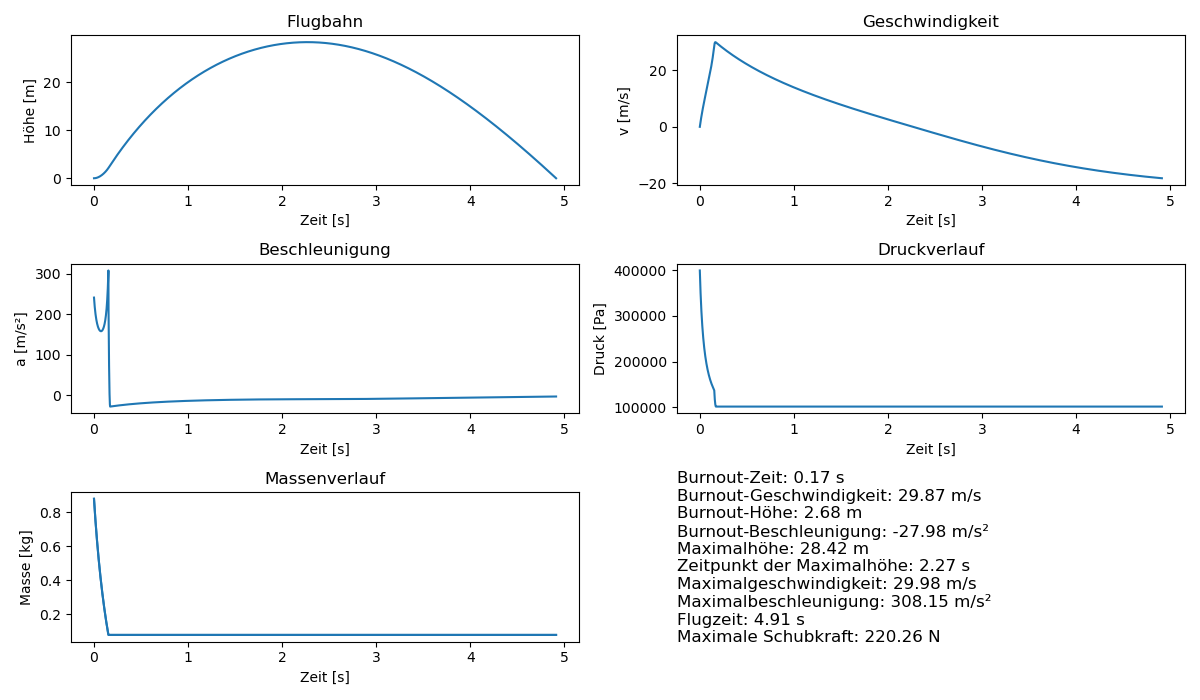 Flugbahn
Höhe [m]
20
10
0
0 1 2 3 4 5
Zeit [s]
Geschwindigkeit
v [m/s]
20
0
−20
0 1 2 3 4 5
Zeit [s]
Beschleunigung
a [m/s²]
300
200
100
0
0 1 2 3 4 5
Zeit [s]
Druckverlauf
Druck [Pa]
400000
300000
200000
100000
0 1 2 3 4 5
Zeit [s]
Massenverlauf
Masse [kg]
0.8
0.6
0.4
0.2
0 1 2 3 4 5
Zeit [s]
Burnout-Zeit: 0.17 s
Burnout-Geschwindigkeit: 29.87 m/s
Burnout-Höhe: 2.68 m
Burnout-Beschleunigung: -27.98 m/s²
Maximalhöhe: 28.42 m
Zeitpunkt der Maximalhöhe: 2.27 s
Maximalgeschwindigkeit: 29.98 m/s
Maximalbeschleunigung: 308.15 m/s²
Flugzeit: 4.91 s
Maximale Schubkraft: 220.26 N